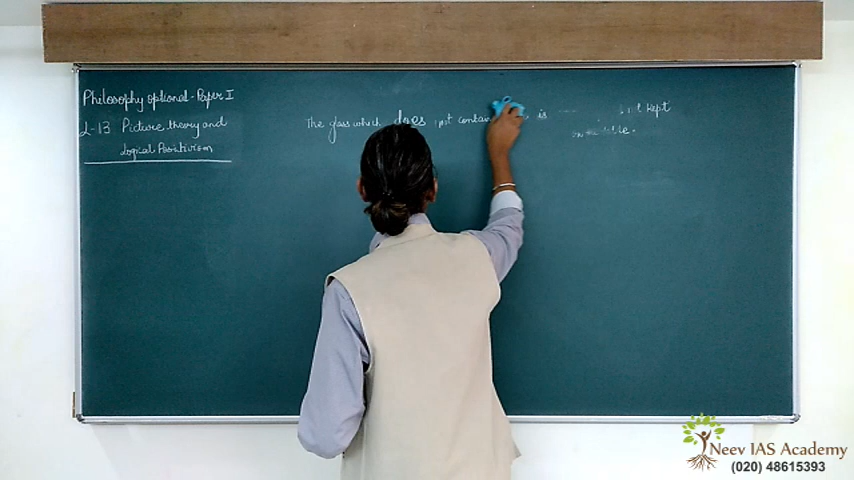 Philosophy optional - Paper I
L-13 Picture theory and
Logical Positivism
The glass which does not contain is
not kept
on table.
Neev IAS Academy
(020) 48615393